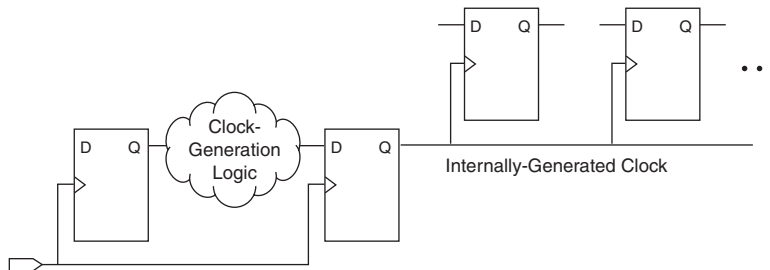 D Q
D Q
Clock-
Generation
Logic
D Q
D Q
Internally-Generated Clock